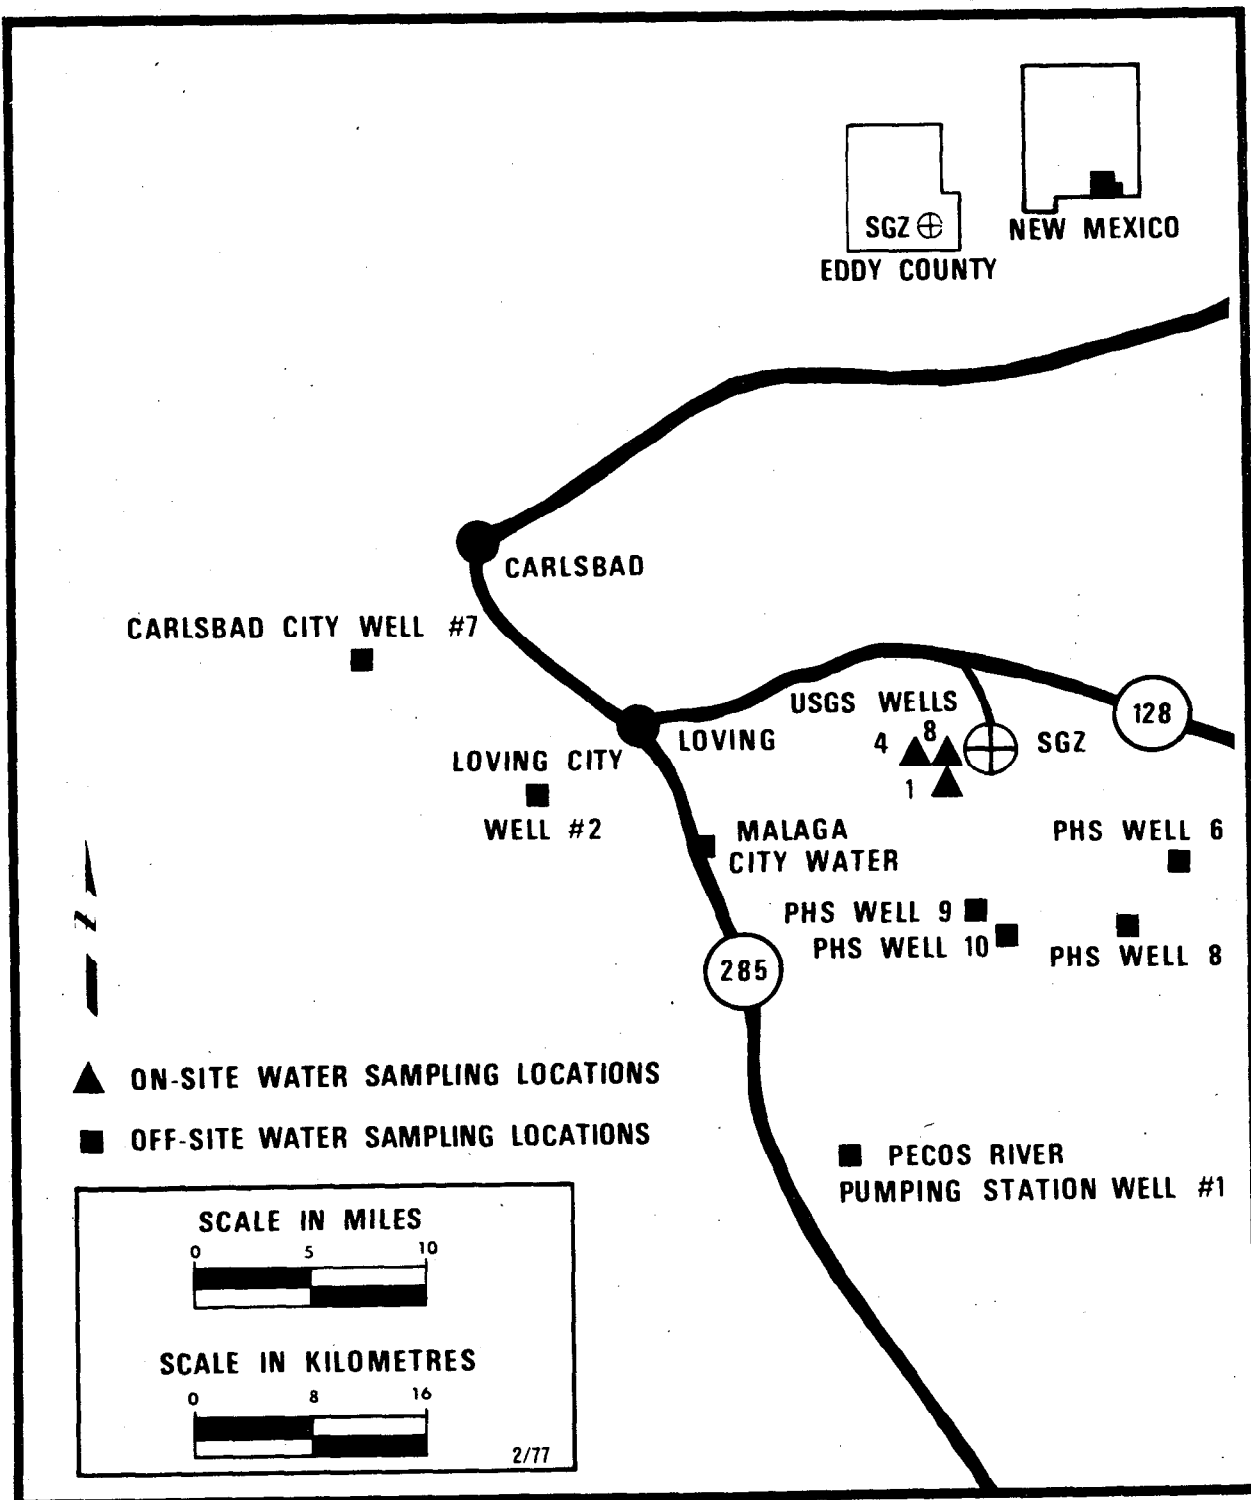 SGZ
EDDY COUNTY
NEW MEXICO
CARLSBAD
CARLSBAD CITY WELL #7
USGS WELLS
4 8
1
SGZ
128
LOVING
LOVING CITY
WELL #2
MALAGA
CITY WATER
PHS WELL 6
PHS WELL 9
PHS WELL 10
PHS WELL 8
285
N
ON-SITE WATER SAMPLING LOCATIONS
OFF-SITE WATER SAMPLING LOCATIONS
PECOS RIVER
PUMPING STATION WELL #1
SCALE IN MILES
0 5 10
SCALE IN KILOMETRES
0 8 16
2/77